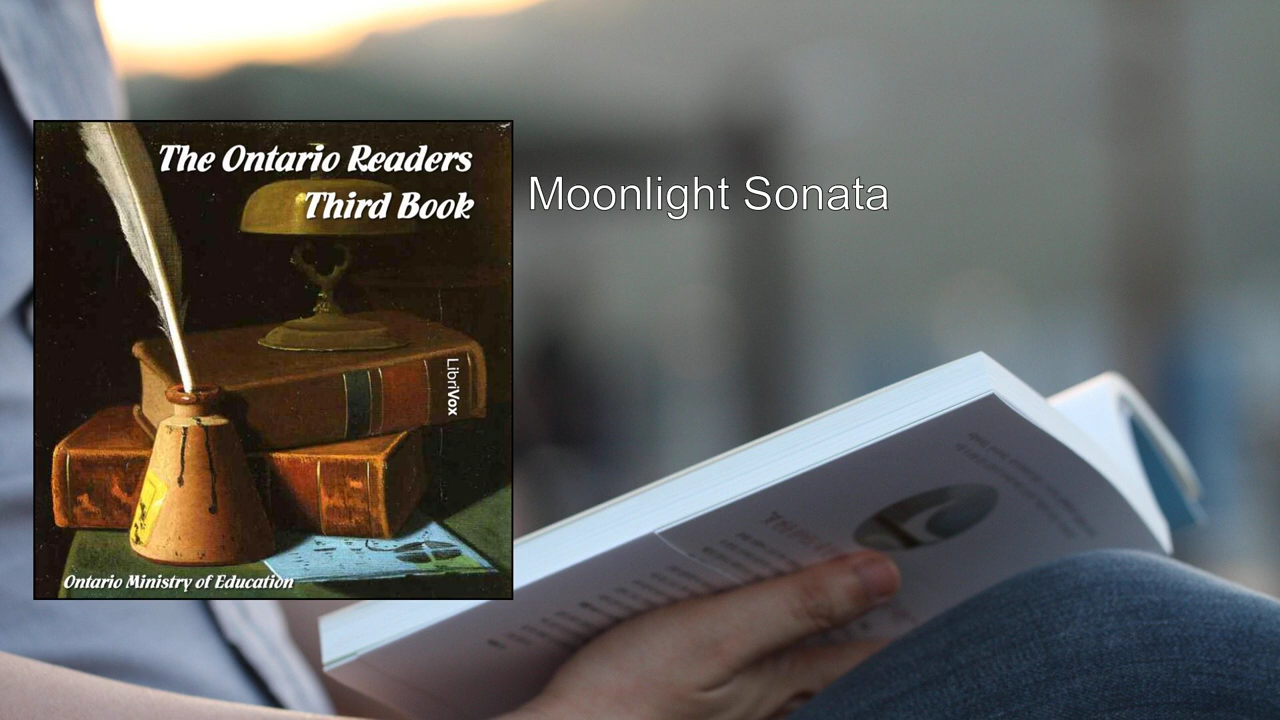 The Ontario Readers
Third Book
LibriVox
Ontario Ministry of Education
Moonlight Sonata